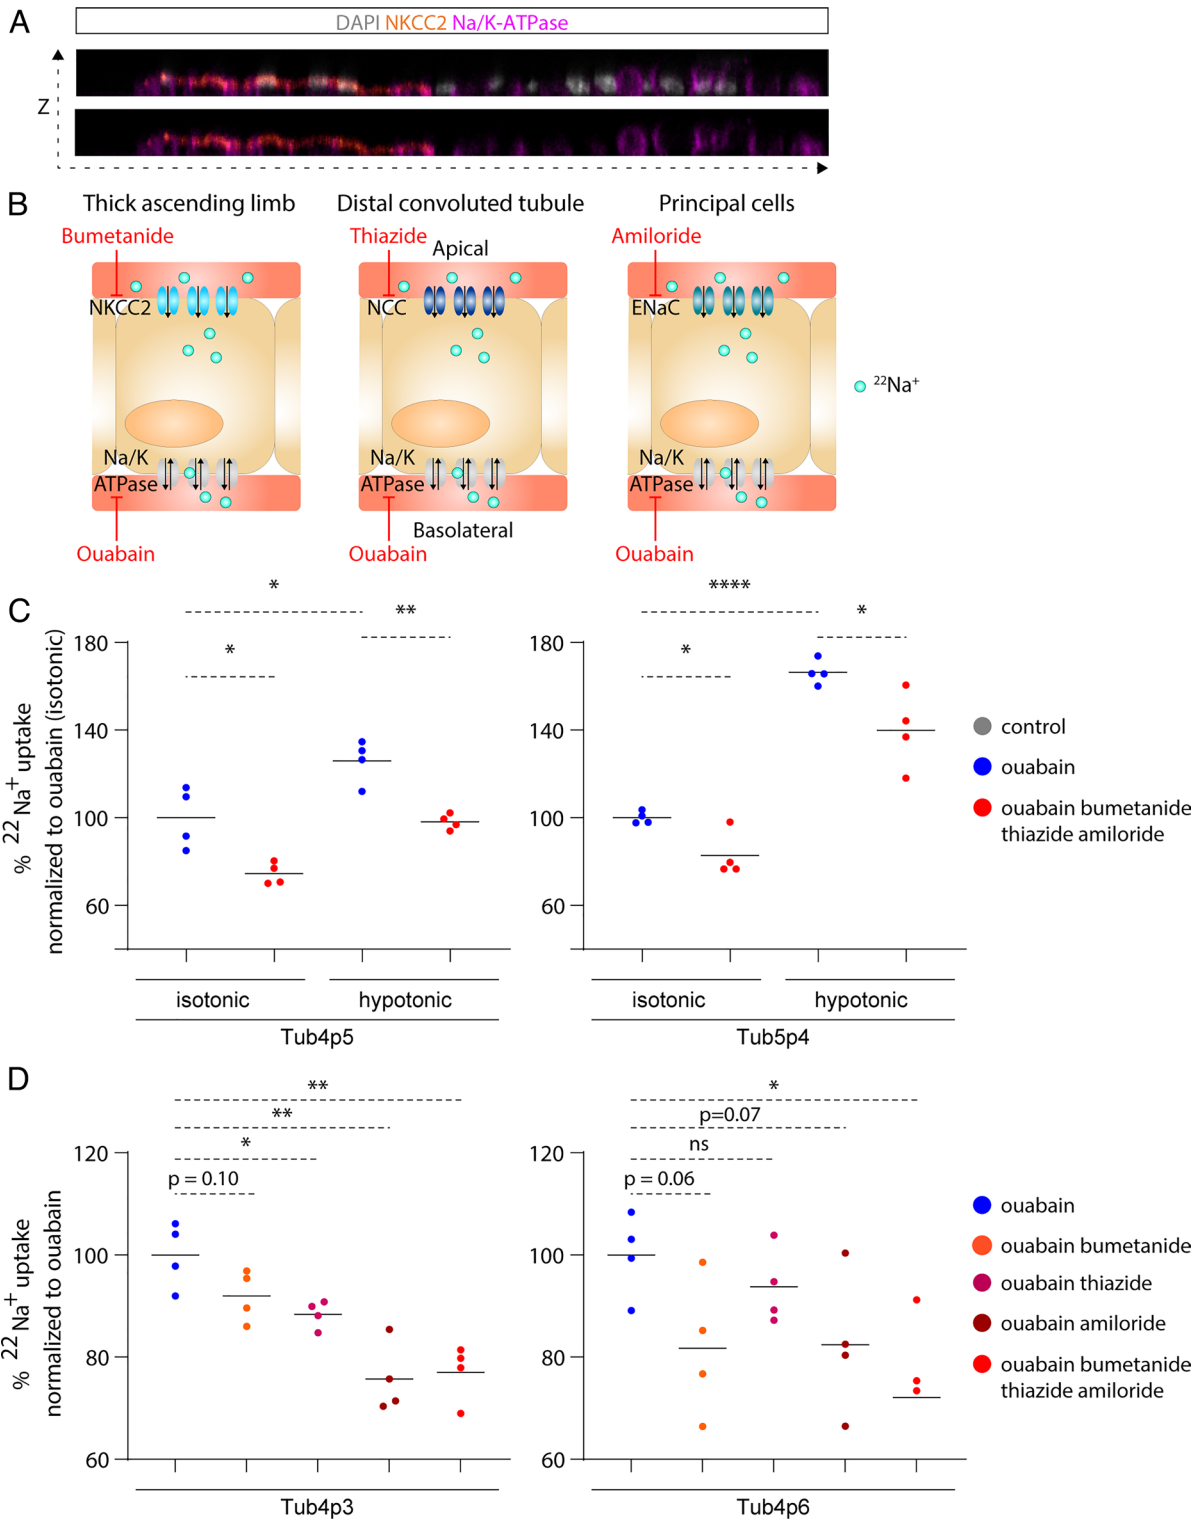 A
DAPI NKCC2 Na/K-ATPase
Z
B
Thick ascending limb
Distal convoluted tubule
Principal cells
Bumetanide
Thiazide
Amiloride
Apical
NKCC2
NCC
ENaC
22Na+
Na/K
ATPase
Na/K
ATPase
Na/K
ATPase
Basolateral
Ouabain
Ouabain
Ouabain
C
% 22Na+ uptake
normalized to ouabain (isotonic)
180
140
100
60
*
*
**
isotonic
hypotonic
Tub4p5
180
140
100
60
****
*
*
isotonic
hypotonic
Tub5p4
control
ouabain
ouabain bumetanide
thiazide amiloride
D
% 22Na+ uptake
normalized to ouabain
120
100
80
60
**
**
*
p = 0.10
Tub4p3
120
100
80
60
*
p=0.07
ns
p = 0.06
Tub4p6
ouabain
ouabain bumetanide
ouabain thiazide
ouabain amiloride
ouabain bumetanide
thiazide amiloride